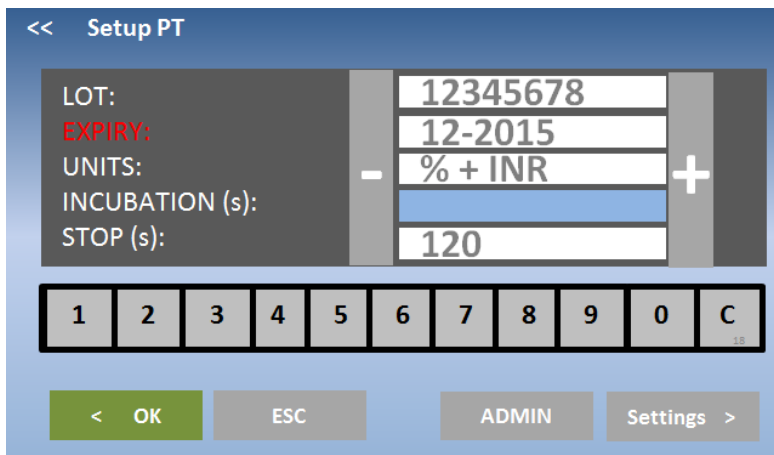 << Setup PT
LOT: 12345678
EXPIRY: 12-2015
UNITS: - % + INR +
INCUBATION (s):
STOP (s): 120
1 2 3 4 5 6 7 8 9 0 C
18
< OK ESC ADMIN Settings >